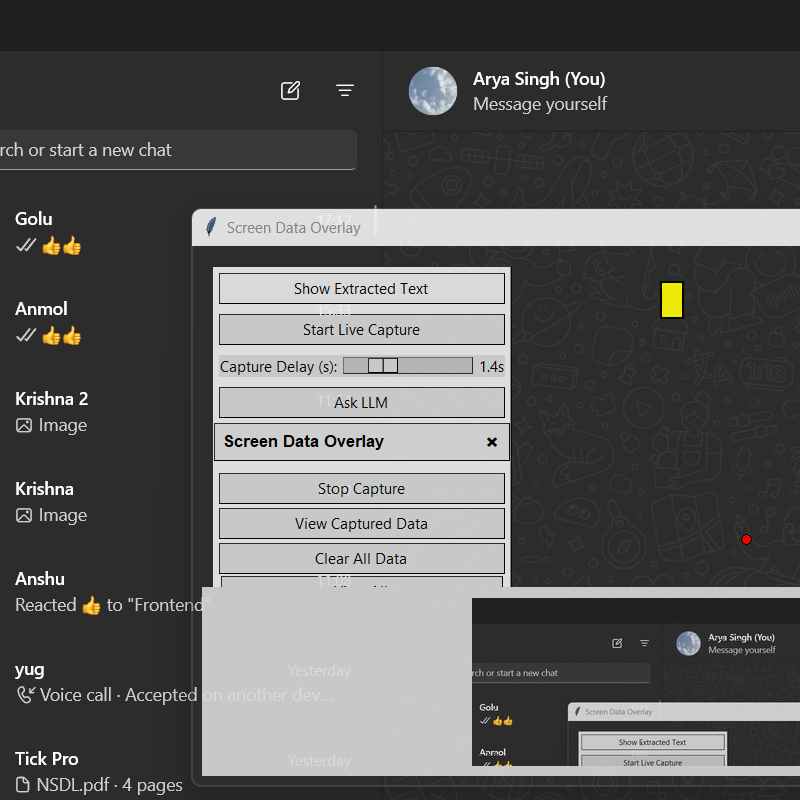 Arya Singh (You)
Message yourself
rch or start a new chat
Golu
17:12
Screen Data Overlay
Show Extracted Text
Anmol
Start Live Capture
Capture Delay (s): 1.4s
Krishna 2
Image
Ask LLM
Screen Data Overlay
Krishna
Image
Stop Capture
View Captured Data
Clear All Data
Anshu
Reacted 👍 to "Frontend"
yug
Yesterday
Voice call · Accepted on another dev...
Tick Pro
Yesterday
NSDL.pdf · 4 pages
Arya Singh (You)
Message yourself
rch or start a new chat
Golu
Screen Data Overlay
Anmol
Show Extracted Text
Start Live Capture